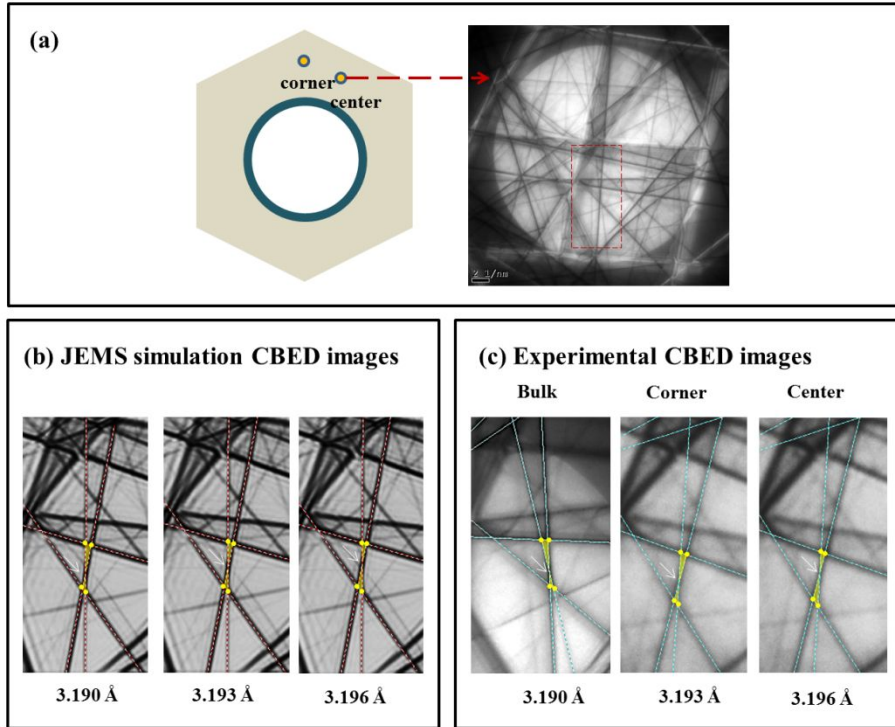 (a)
corner
center
2 1/nm
(b) JEMS simulation CBED images
3.190 Å
3.193 Å
3.196 Å
(c) Experimental CBED images
Bulk
Corner
Center
3.190 Å
3.193 Å
3.196 Å